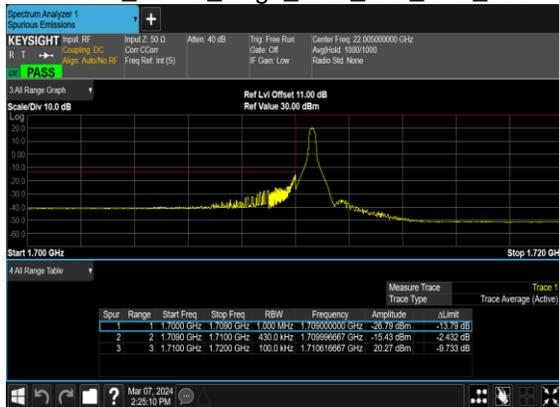 Spectrum Analyzer 1
Spurious Emissions
KEYSIGHT Input: RF Input Z: 50 Ω Atten: 40 dB Trig: Free Run Center Freq: 22.005000000 GHz
R T Coupling: DC Corr CCorr Gate: Off Avg|Hold: 1000/1000
Align: Auto/No RF Freq Ref: Int (S) IF Gain: Low Radio Std: None
LV PASS
3 All Range Graph Ref Lvl Offset 11.00 dB
Scale/Div 10.0 dB Ref Value 30.00 dBm
Log
20.0
10.0
0.00
-10.0
-20.0
-30.0
-40.0
-50.0
-60.0
Start 1.700 GHz Stop 1.720 GH
4 All Range Table
Measure Trace Trace 1
Trace Type Trace Average (Active)
Spur Range Start Freq Stop Freq RBW Frequency Amplitude ΔLimit
1 1 1.7000 GHz 1.7090 GHz 1.000 MHz 1.709000000 GHz -26.79 dBm -13.79 dB
2 2 1.7090 GHz 1.7100 GHz 430.0 kHz 1.709996667 GHz -15.43 dBm -2.432 dB
3 3 1.7100 GHz 1.7200 GHz 100.0 kHz 1.710616667 GHz 20.27 dBm -9.733 dB
? Mar 07, 2024
2:25:10 PM